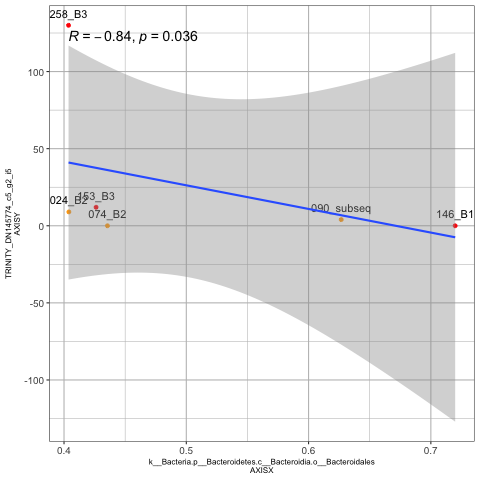 258_B3
R = −0.84, p = 0.036
100
50
153_B3
024_B2
074_B2
090_subseq
146_B1
0
-50
-100
TRINITY_DN145774_c5_g2_i5
AXISY
0.4
0.5
0.6
0.7
k__Bacteria.p__Bacteroidetes.c__Bacteroidia.o__Bacteroidales
AXISX